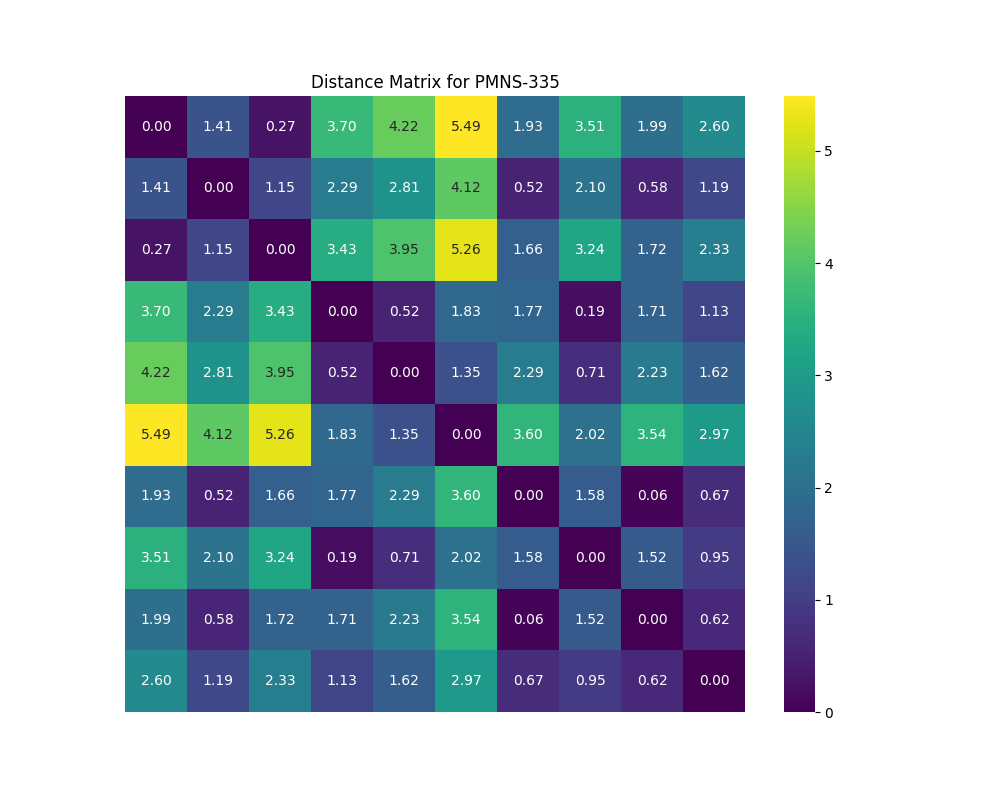 Distance Matrix for PMNS-335
0.00 1.41 0.27 3.70 4.22 5.49 1.93 3.51 1.99 2.60
1.41 0.00 1.15 2.29 2.81 4.12 0.52 2.10 0.58 1.19
0.27 1.15 0.00 3.43 3.95 5.26 1.66 3.24 1.72 2.33
3.70 2.29 3.43 0.00 0.52 1.83 1.77 0.19 1.71 1.13
4.22 2.81 3.95 0.52 0.00 1.35 2.29 0.71 2.23 1.62
5.49 4.12 5.26 1.83 1.35 0.00 3.60 2.02 3.54 2.97
1.93 0.52 1.66 1.77 2.29 3.60 0.00 1.58 0.06 0.67
3.51 2.10 3.24 0.19 0.71 2.02 1.58 0.00 1.52 0.95
1.99 0.58 1.72 1.71 2.23 3.54 0.06 1.52 0.00 0.62
2.60 1.19 2.33 1.13 1.62 2.97 0.67 0.95 0.62 0.00
5
4
3
2
1
0